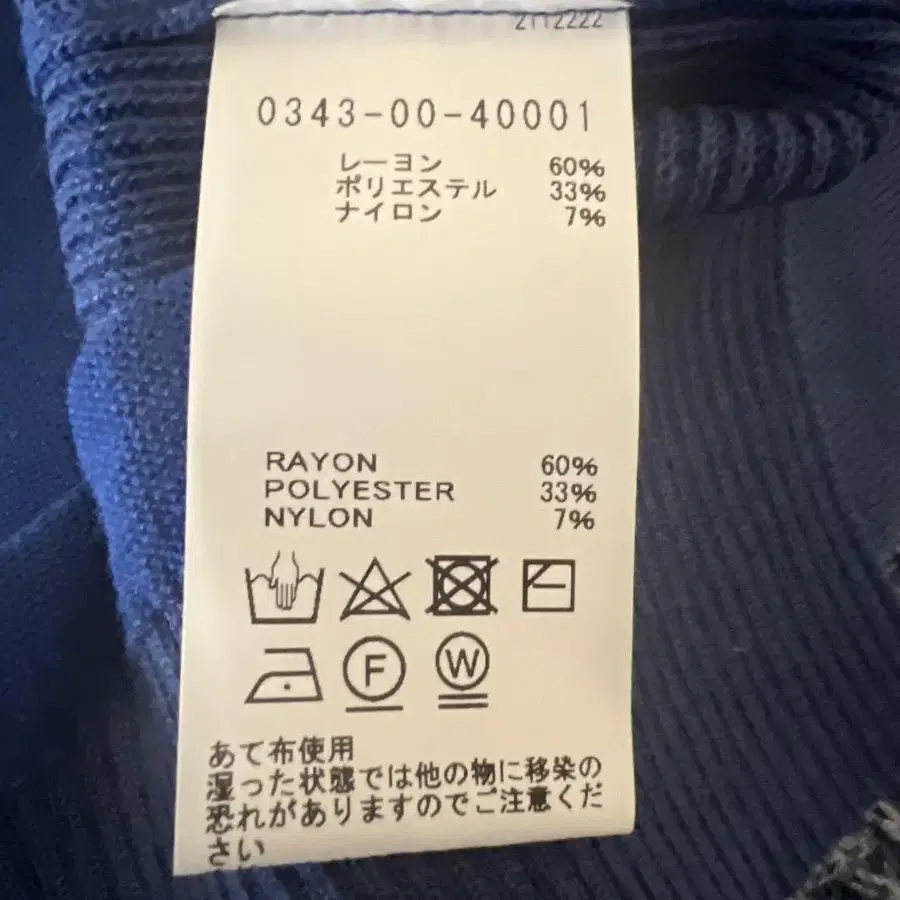 2112222
0343-00-40001
レーヨン 60%
ポリエステル 33%
ナイロン 7%
RAYON 60%
POLYESTER 33%
NYLON 7%
F W
あて布使用
湿った状態では他の物に移染の
恐れがありますのでご注意くだ
さい